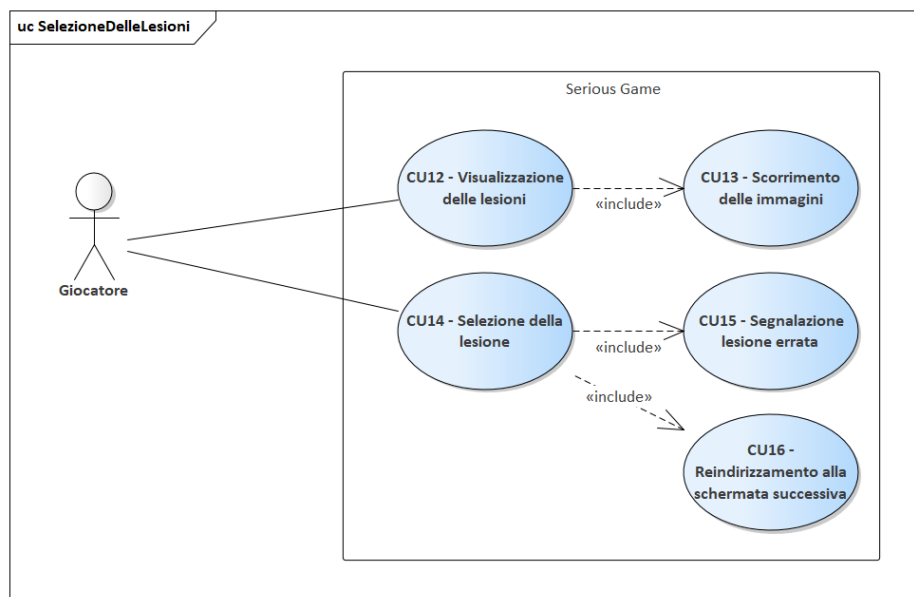 uc SelezioneDelleLesioni
Serious Game
CU12 - Visualizzazione
delle lesioni
«include»
CU13 - Scorrimento
delle immagini
Giocatore
CU14 - Selezione della
lesione
«include»
CU15 - Segnalazione
lesione errata
«include»
CU16 -
Reindirizzamento alla
schermata successiva